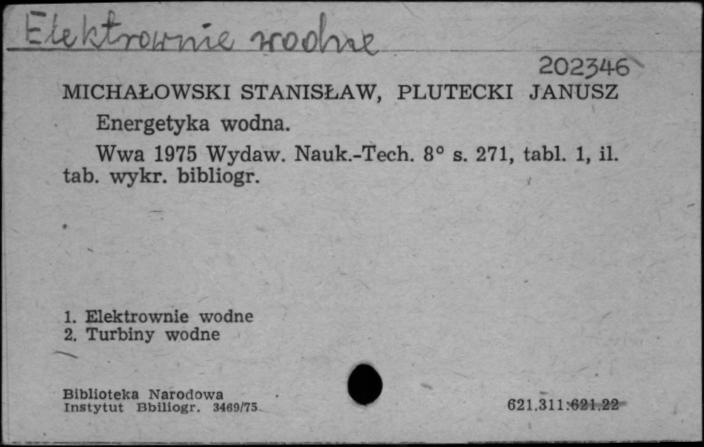 Elektrownie wodne
202346
MICHAŁOWSKI STANISŁAW, PLUTECKI JANUSZ
Energetyka wodna.
Wwa 1975 Wydaw. Nauk.-Tech. 8° s. 271, tabl. 1, il.
tab. wykr. bibliogr.
1. Elektrownie wodne
2. Turbiny wodne
Biblioteka Narodowa
Instytut Bbiliogr. 3469/75
621.311:621.22